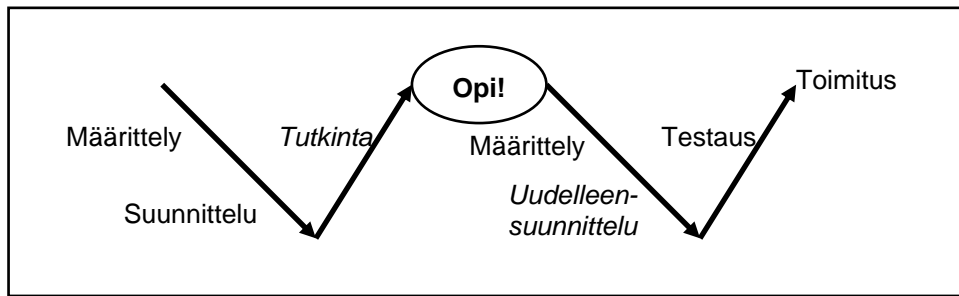 Määrittely
Suunnittelu
Tutkinta
Opi!
Määrittely
Uudelleen-
suunnittelu
Testaus
Toimitus